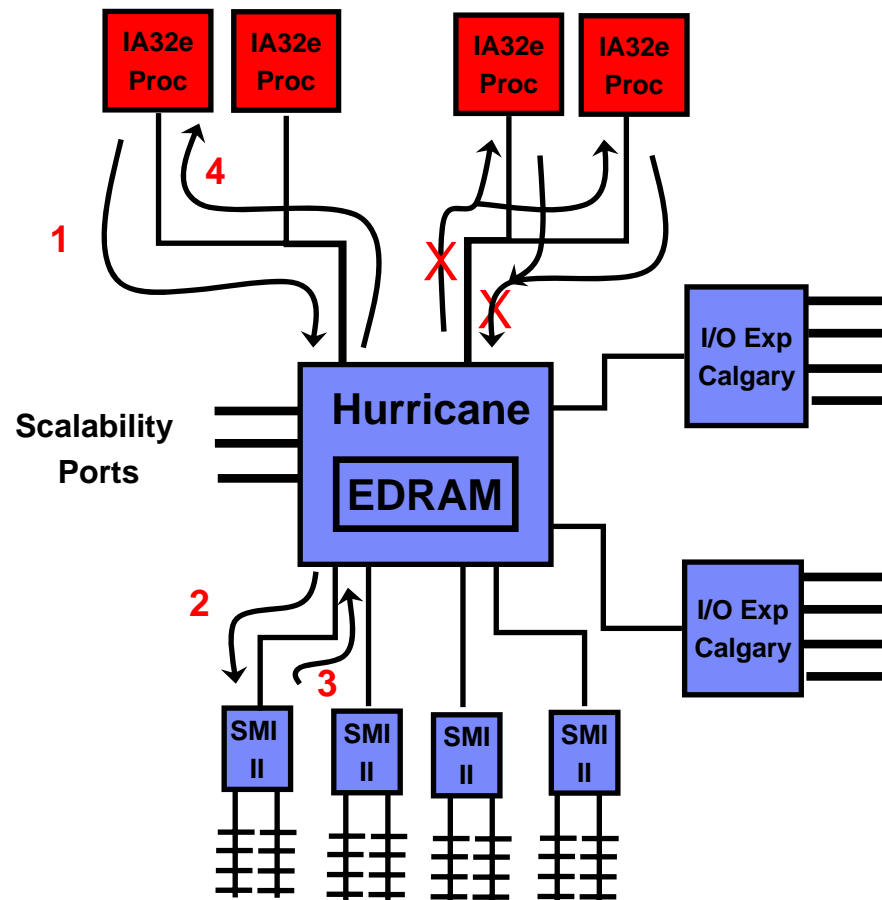 IA32e
Proc
IA32e
Proc
IA32e
Proc
IA32e
Proc
4
1
X
X
I/O Exp
Calgary
Hurricane
Scalability
Ports
EDRAM
2
3
I/O Exp
Calgary
SMI
II
SMI
II
SMI
II
SMI
II